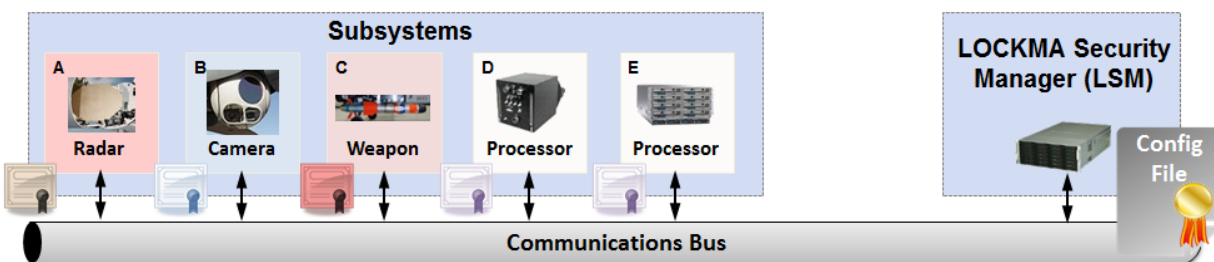 Subsystems
A
Radar
B
Camera
C
Weapon
D
Processor
E
Processor
LOCKMA Security
Manager (LSM)
Config
File
Communications Bus